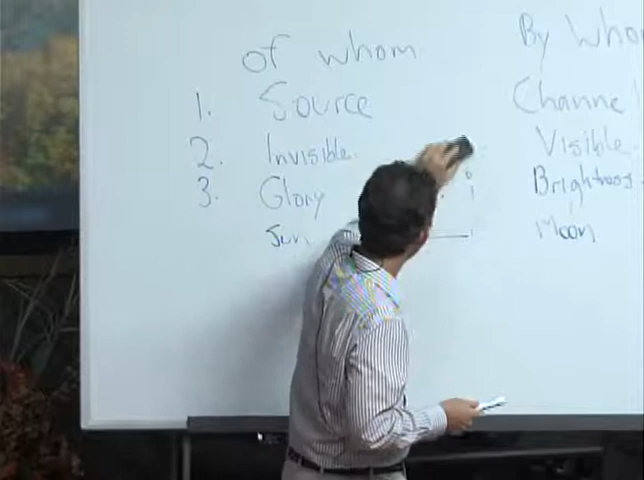 of whom By Whom
1. Source Channel
2. Invisible. Visible.
3. Glory Brightness
Sun Moon